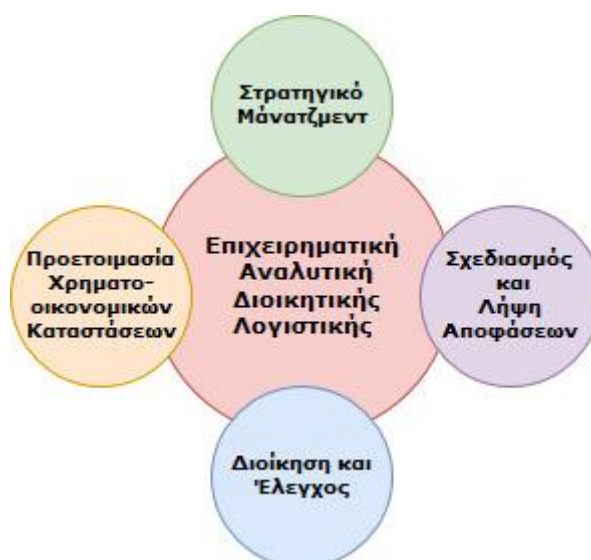 Στρατηγικό
Μάνατζμεντ
Επιχειρηματική
Αναλυτική
Διοικητικής
Λογιστικής
Προετοιμασία
Χρηματο-
οικονομικών
Καταστάσεων
Σχεδιασμός
και
Λήψη
Αποφάσεων
Διοίκηση και
Έλεγχος